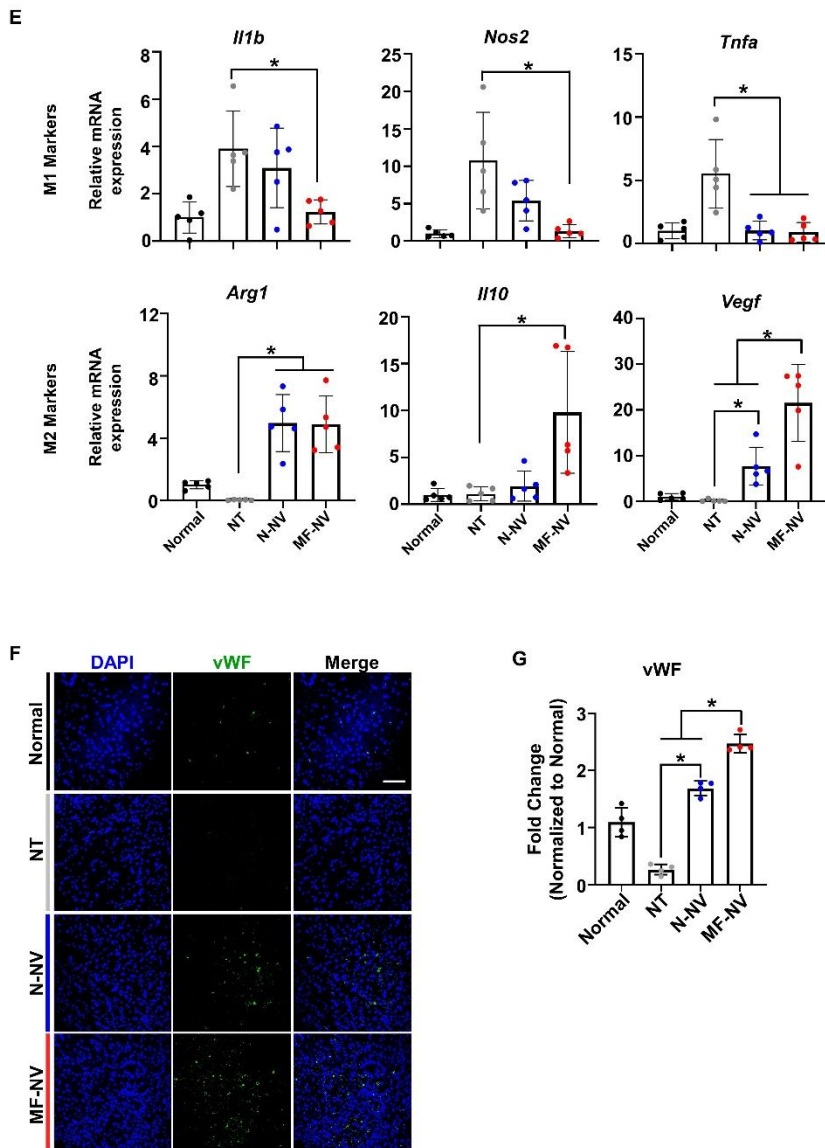 E
Il1b
Nos2
Tnfa
M1 Markers
Relative mRNA
expression
8
6
4
2
0
*
25
20
15
10
5
0
*
15
10
5
0
*
Arg1
Il10
Vegf
M2 Markers
Relative mRNA
expression
12
9
6
3
0
*
20
15
10
5
0
*
40
30
20
10
0
*
*
Normal
NT
N-NV
MF-NV
Normal
NT
N-NV
MF-NV
Normal
NT
N-NV
MF-NV
F
DAPI
vWF
Merge
Normal
NT
N-NV
MF-NV
G
vWF
Fold Change
(Normalized to Normal)
3
2
1
0
*
*
Normal
NT
N-NV
MF-NV